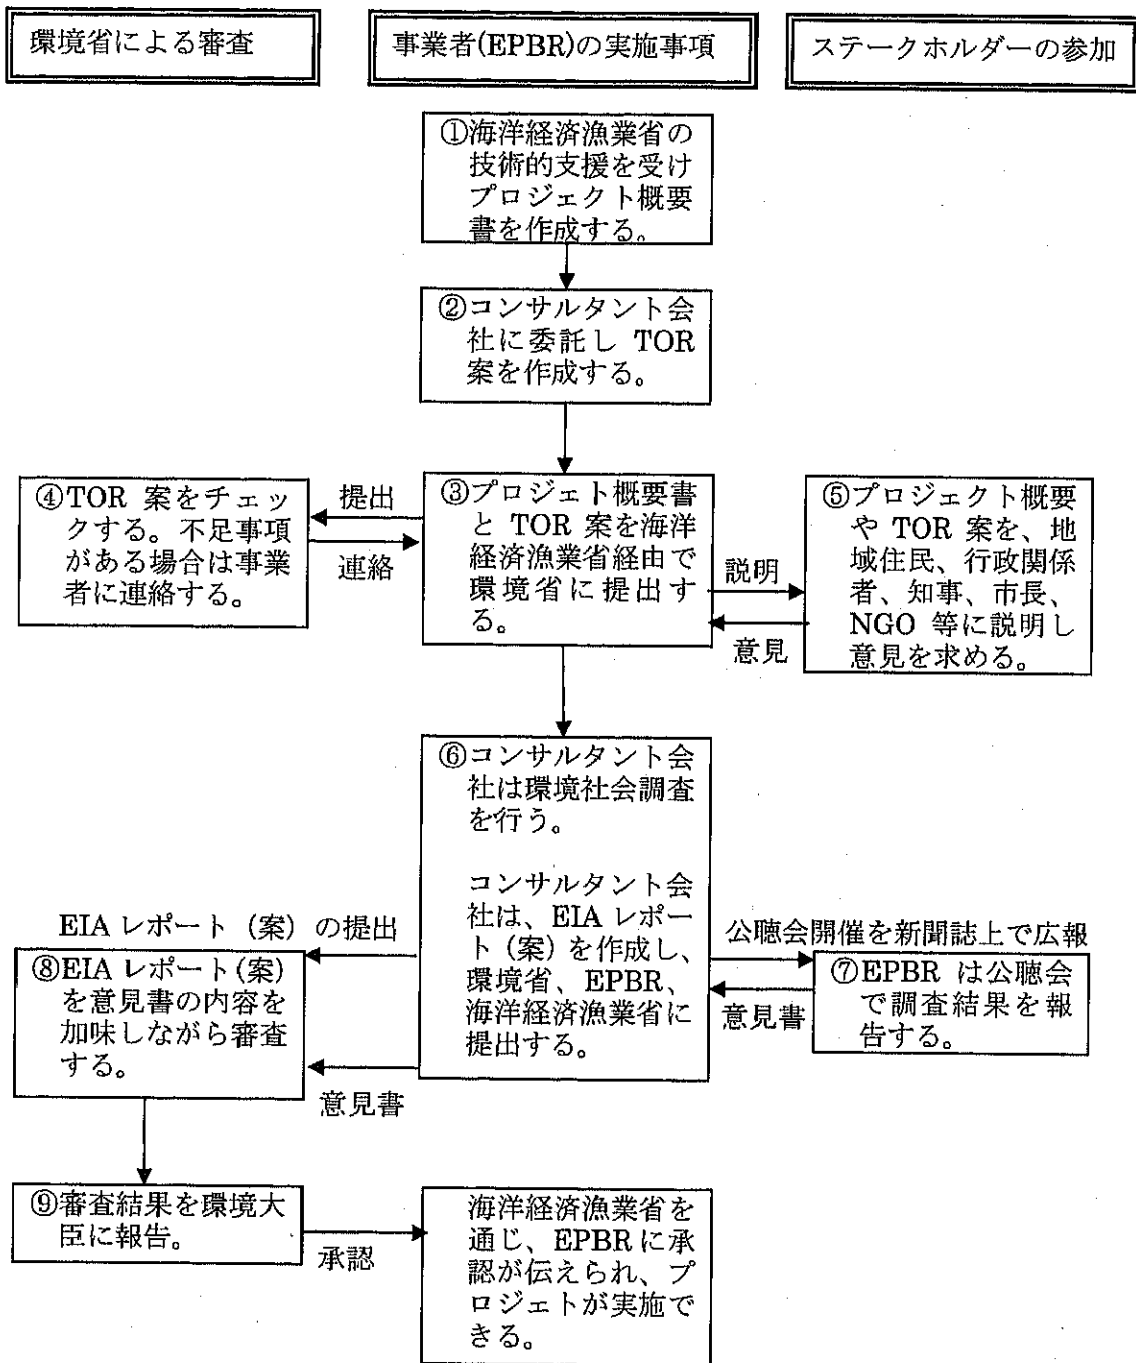 環境省による審査
事業者(EPBR)の実施事項
ステークホルダーの参加
①海洋経済漁業省の
技術的支援を受け
プロジェクト概要
書を作成する。
②コンサルタント会
社に委託し TOR
案を作成する。
④TOR 案をチェッ
クする。不足事項
がある場合は事業
者に連絡する。
提出
連絡
③プロジェト概要書
と TOR 案を海洋
経済漁業省経由で
環境省に提出す
る。
説明
意見
⑤プロジェクト概要
や TOR 案を、地
域住民、行政関係
者、知事、市長、
NGO 等に説明し
意見を求める。
⑥コンサルタント会
社は環境社会調査
を行う。
コンサルタント会
社は、EIA レポー
ト(案)を作成し、
環境省、EPBR、
海洋経済漁業省に
提出する。
EIA レポート（案）の提出
公聴会開催を新聞誌上で広報
⑧EIA レポート(案)
を意見書の内容を
加味しながら審査
する。
意見書
意見書
⑦EPBR は公聴会
で調査結果を報
告する。
⑨審査結果を環境大
臣に報告。
承認
海洋経済漁業省を
通じ、EPBR に承
認が伝えられ、プ
ロジェトが実施で
きる。